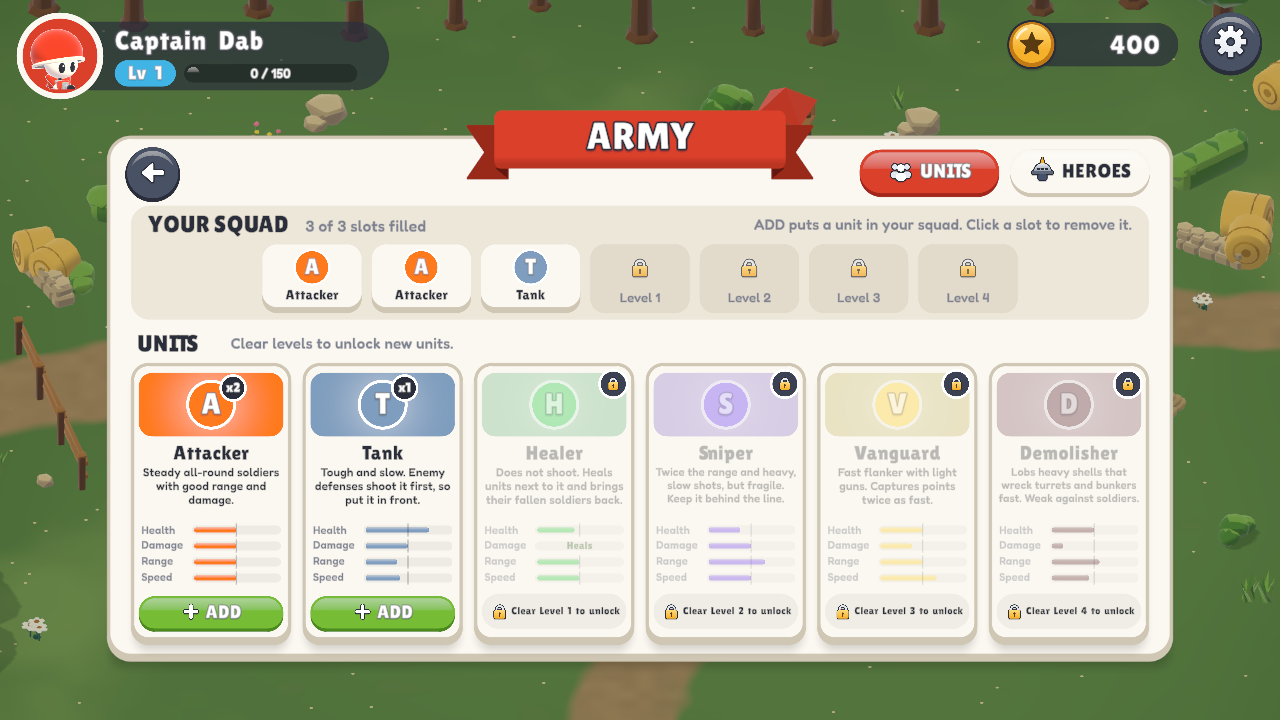 Captain Dab
Lv 1
0 / 150
400
ARMY
UNITS
HEROES
YOUR SQUAD
3 of 3 slots filled
ADD puts a unit in your squad. Click a slot to remove it.
A
Attacker
A
Attacker
T
Tank
Level 1
Level 2
Level 3
Level 4
UNITS
Clear levels to unlock new units.
A
x2
Attacker
Steady all-round soldiers
with good range and
damage.
Health
Damage
Range
Speed
+ ADD
T
x1
Tank
Tough and slow. Enemy
defenses shoot it first, so
put it in front.
Health
Damage
Range
Speed
+ ADD
H
Healer
Does not shoot. Heals
units next to it and brings
their fallen soldiers back.
Health
Damage
Heals
Range
Speed
Clear Level 1 to unlock
S
Sniper
Twice the range and heavy,
slow shots, but fragile.
Keep it behind the line.
Health
Damage
Range
Speed
Clear Level 2 to unlock
V
Vanguard
Fast flanker with light
guns. Captures points
twice as fast.
Health
Damage
Range
Speed
Clear Level 3 to unlock
D
Demolisher
Lobs heavy shells that
wreck turrets and bunkers
fast. Weak against soldiers.
Health
Damage
Range
Speed
Clear Level 4 to unlock